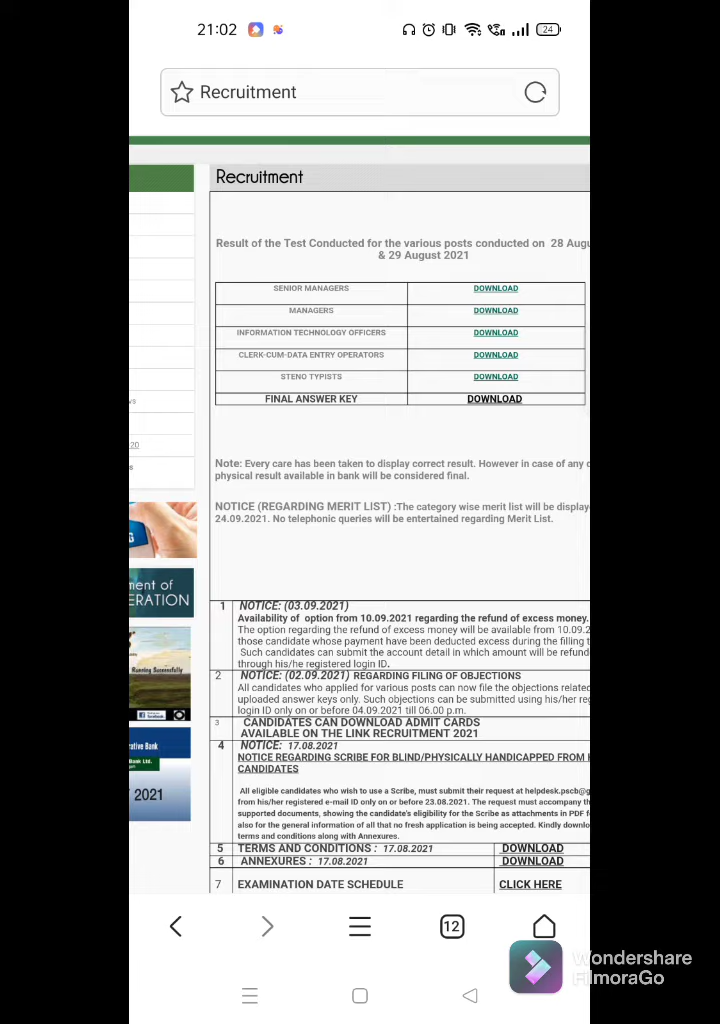 21:02
24
Recruitment
Recruitment
Result of the Test Conducted for the various posts conducted on 28 Augu
& 29 August 2021
SENIOR MANAGERS DOWNLOAD
MANAGERS DOWNLOAD
INFORMATION TECHNOLOGY OFFICERS DOWNLOAD
CLERK-CUM-DATA ENTRY OPERATORS DOWNLOAD
STENO TYPISTS DOWNLOAD
FINAL ANSWER KEY DOWNLOAD
vs
20
s
Note: Every care has been taken to display correct result. However in case of any
physical result available in bank will be considered final.
NOTICE (REGARDING MERIT LIST) :The category wise merit list will be display
24.09.2021. No telephonic queries will be entertained regarding Merit List.
G
ment of
ERATION
Running Successfully
rative Bank
Bank Ltd.
2021
1 NOTICE: (03.09.2021)
Availability of option from 10.09.2021 regarding the refund of excess money.
The option regarding the refund of excess money will be available from 10.09.2
those candidate whose payment have been deducted excess during the filling t
Such candidates can submit the account detail in which amount will be refund
through his/he registered login ID.
2 NOTICE: (02.09.2021) REGARDING FILING OF OBJECTIONS
All candidates who applied for various posts can now file the objections relate
uploaded answer keys only. Such objections can be submitted using his/her reg
login ID only on or before 04.09.2021 till 06.00 p.m.
3 CANDIDATES CAN DOWNLOAD ADMIT CARDS
AVAILABLE ON THE LINK RECRUITMENT 2021
4 NOTICE: 17.08.2021
NOTICE REGARDING SCRIBE FOR BLIND/PHYSICALLY HANDICAPPED FROM H
CANDIDATES
All eligible candidates who wish to use a Scribe, must submit their request at helpdesk.pscb@g
from his/her registered e-mail ID only on or before 23.08.2021. The request must accompany th
supported documents, showing the candidate's eligibility for the Scribe as attachments in PDF f
also for the general information of all that no fresh application is being accepted. Kindly downlo
terms and conditions along with Annexures.
5 TERMS AND CONDITIONS : 17.08.2021 DOWNLOAD
6 ANNEXURES : 17.08.2021 DOWNLOAD
7 EXAMINATION DATE SCHEDULE CLICK HERE
12
Wondershare
FilmoraGo